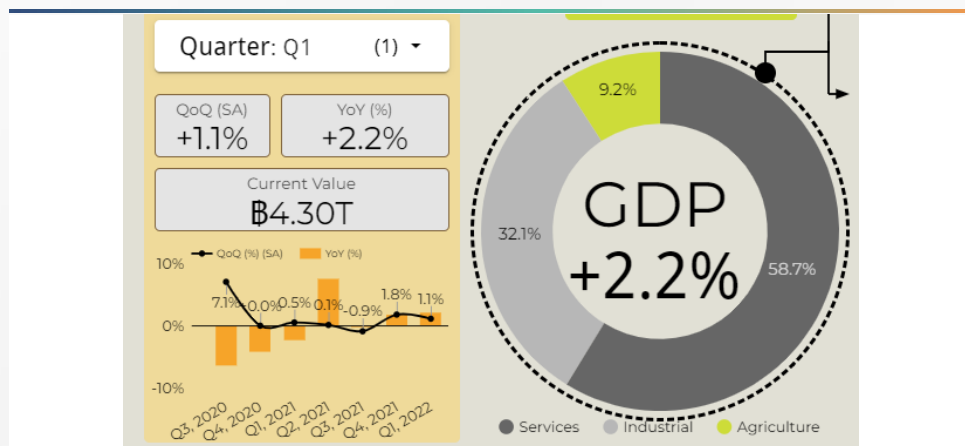 Quarter: Q1 (1)
QoQ (SA)
+1.1%
YoY (%)
+2.2%
Current Value
฿4.30T
QoQ (%) (SA) YoY (%)
10%
0%
-10%
7.1% -0.0% 0.5% 0.1% -0.9% 1.8% 1.1%
Q3, 2020 Q4, 2020 Q1, 2021 Q2, 2021 Q3, 2021 Q4, 2021 Q1, 2022
9.2%
32.1%
58.7%
GDP
+2.2%
Services Industrial Agriculture